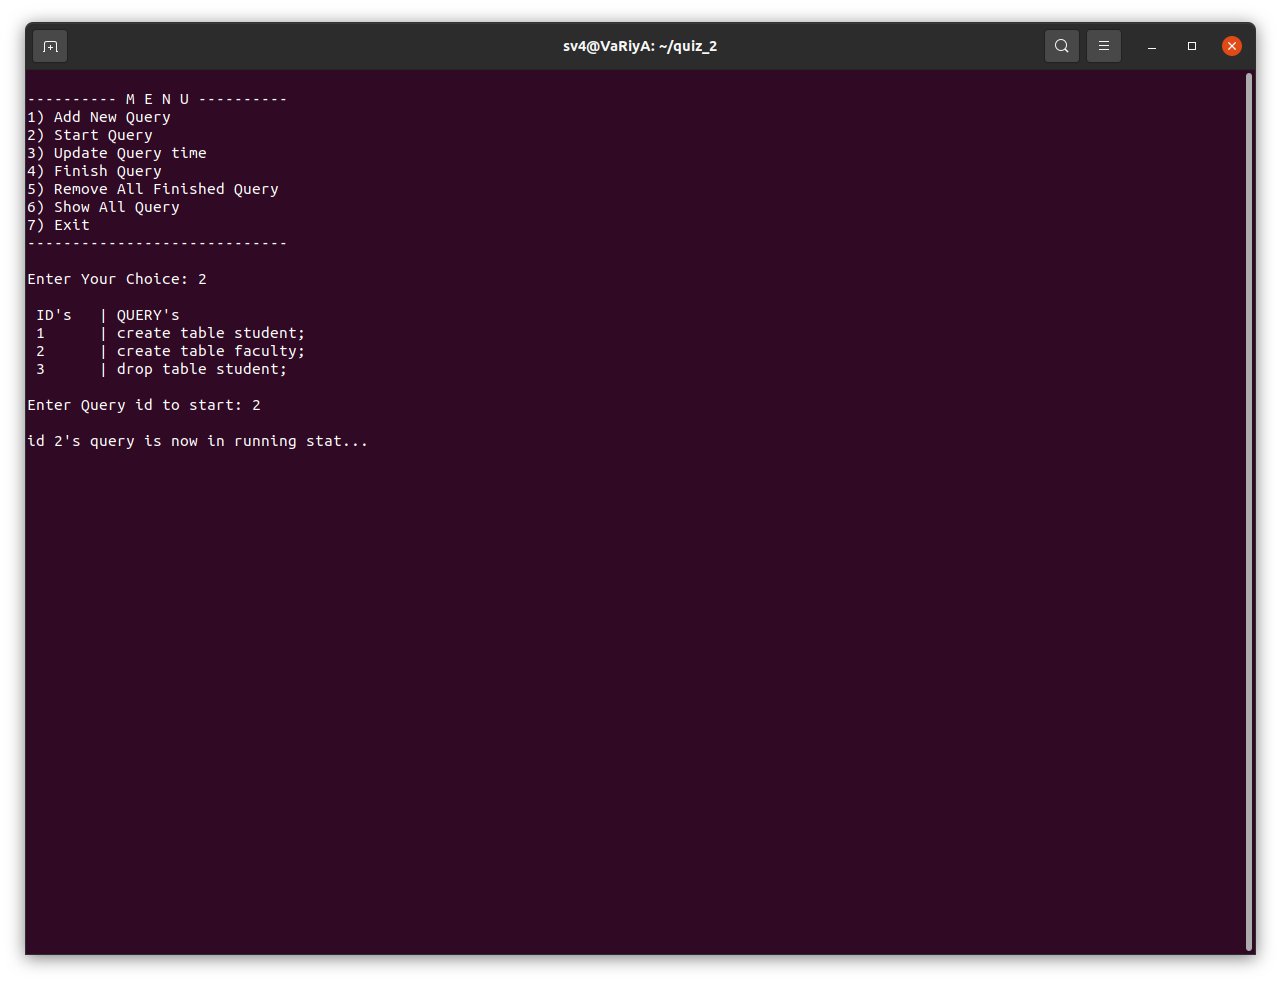 sv4@VaRiyA: ~/quiz_2
---------- M E N U ----------
1) Add New Query
2) Start Query
3) Update Query time
4) Finish Query
5) Remove All Finished Query
6) Show All Query
7) Exit
-----------------------------
Enter Your Choice: 2
ID's   | QUERY's
1      | create table student;
2      | create table faculty;
3      | drop table student;
Enter Query id to start: 2
id 2's query is now in running stat...